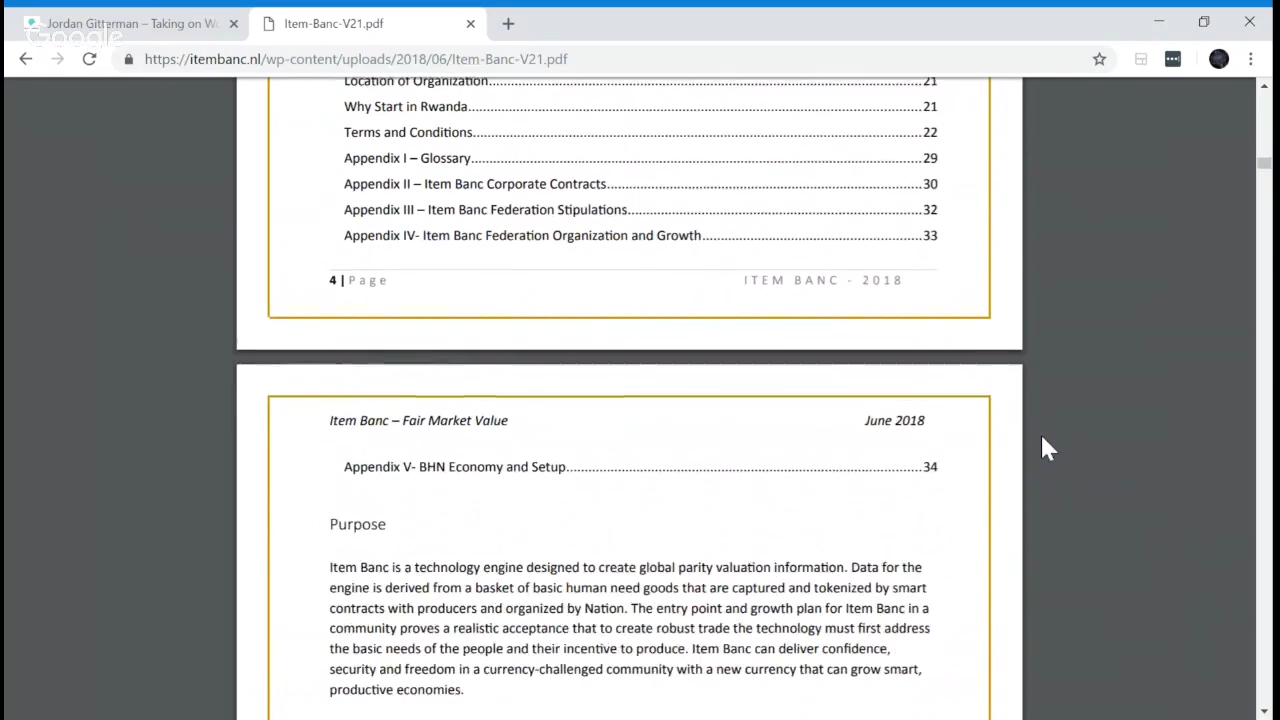 Jordan Gitterman – Taking on Wo
Item-Banc-V21.pdf
Google
https://itembanc.nl/wp-content/uploads/2018/06/Item-Banc-V21.pdf
Location of Organization 21
Why Start in Rwanda 21
Terms and Conditions 22
Appendix I – Glossary 29
Appendix II – Item Banc Corporate Contracts 30
Appendix III – Item Banc Federation Stipulations 32
Appendix IV- Item Banc Federation Organization and Growth 33
4 | Page ITEM BANC - 2018
Item Banc – Fair Market Value June 2018
Appendix V- BHN Economy and Setup 34
Purpose
Item Banc is a technology engine designed to create global parity valuation information. Data for the
engine is derived from a basket of basic human need goods that are captured and tokenized by smart
contracts with producers and organized by Nation. The entry point and growth plan for Item Banc in a
community proves a realistic acceptance that to create robust trade the technology must first address
the basic needs of the people and their incentive to produce. Item Banc can deliver confidence,
security and freedom in a currency-challenged community with a new currency that can grow smart,
productive economies.